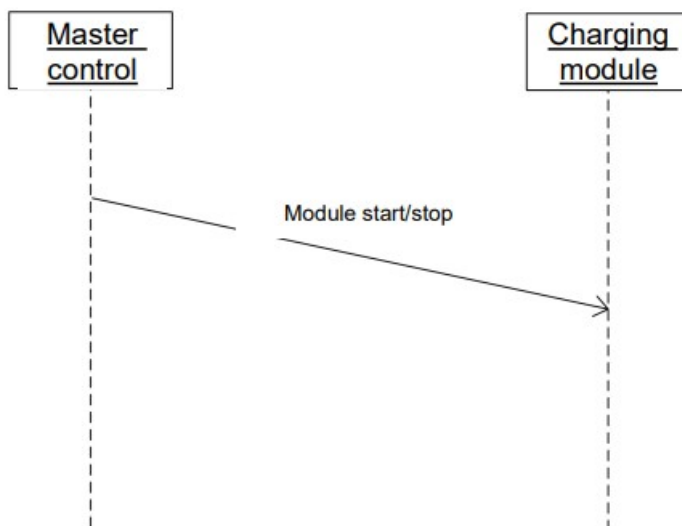 Master
control
Charging
module
Module start/stop